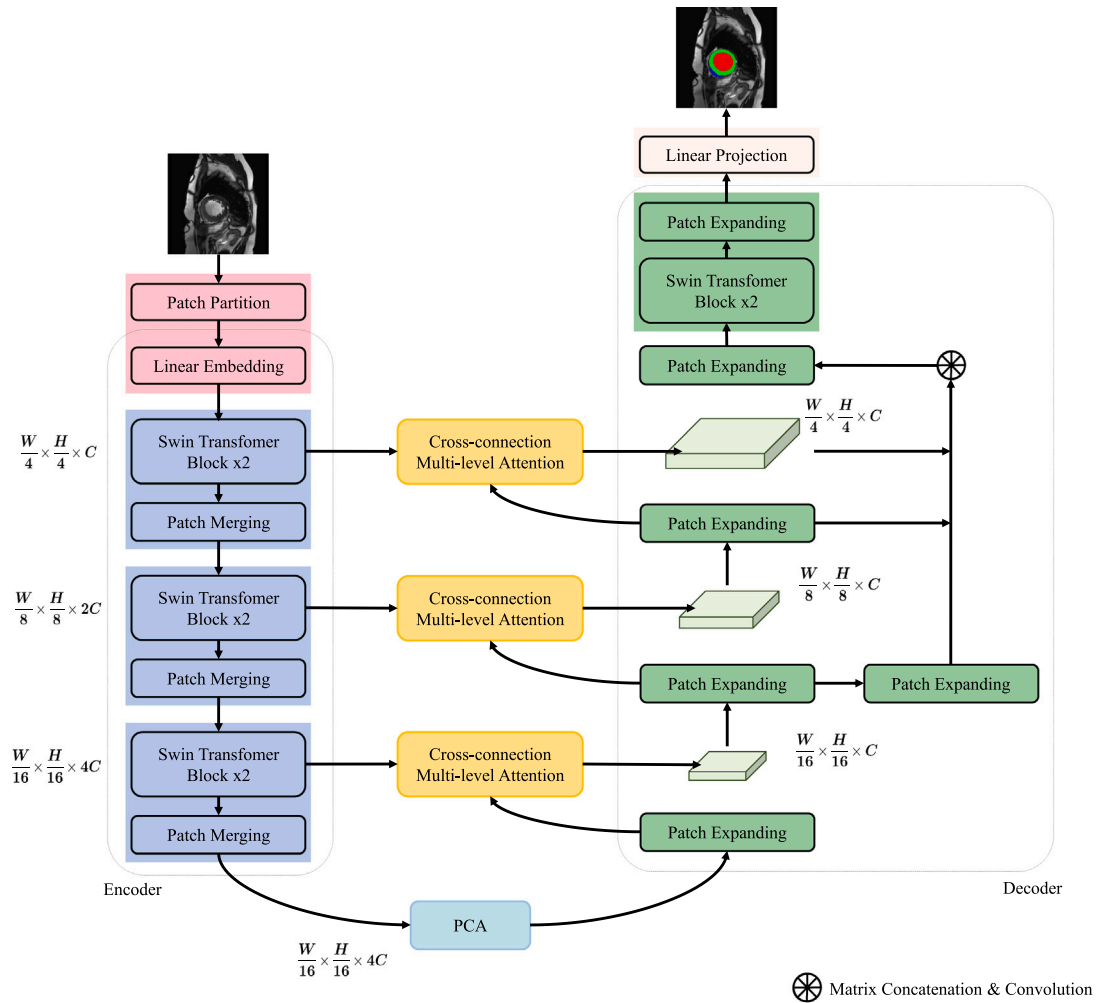 Linear Projection
Patch Expanding
Swin Transfomer
Block x2
Patch Expanding
Patch Partition
Linear Embedding
W/4 × H/4 × C
Swin Transfomer
Block x2
Cross-connection
Multi-level Attention
W/4 × H/4 × C
Patch Merging
Patch Expanding
W/8 × H/8 × 2C
Swin Transfomer
Block x2
Cross-connection
Multi-level Attention
W/8 × H/8 × C
Patch Merging
Patch Expanding
Patch Expanding
W/16 × H/16 × 4C
Swin Transfomer
Block x2
Cross-connection
Multi-level Attention
W/16 × H/16 × C
Patch Merging
Patch Expanding
Encoder
Decoder
PCA
W/16 × H/16 × 4C
Matrix Concatenation & Convolution